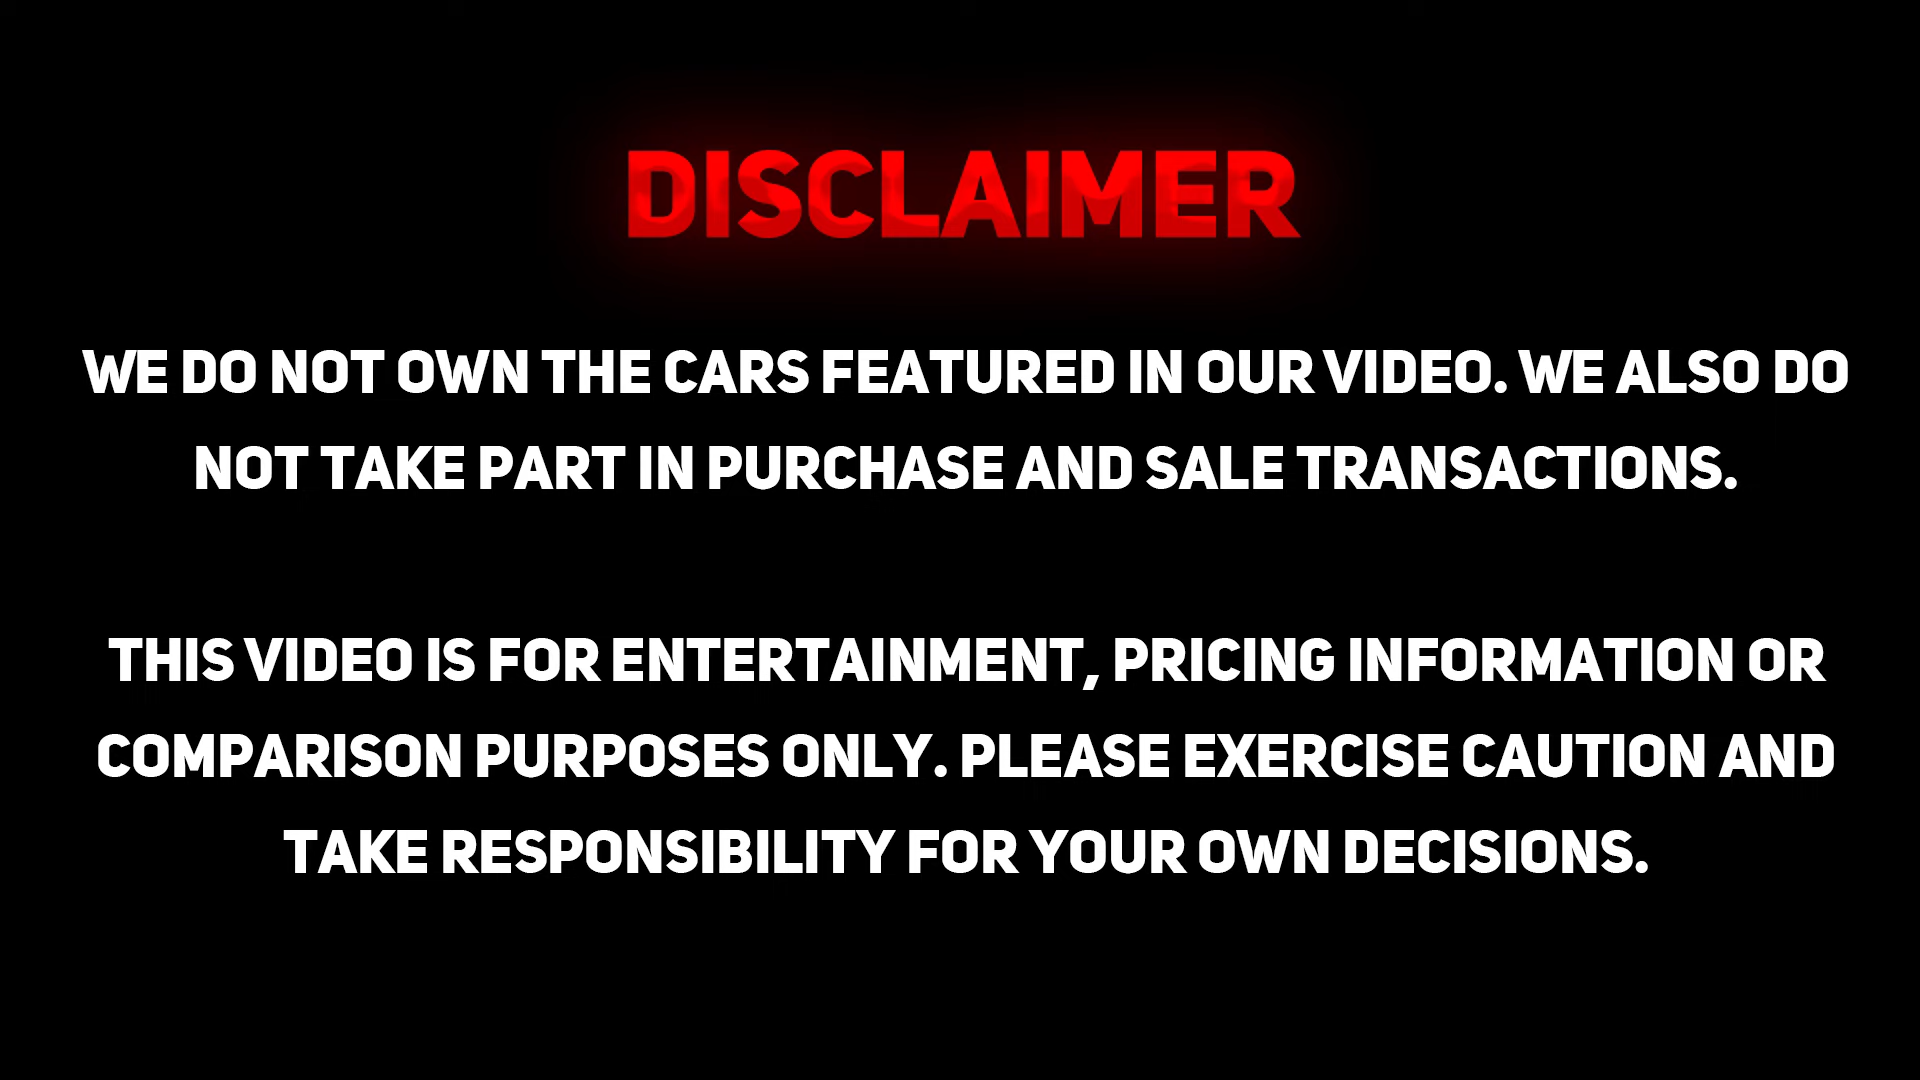 DISCLAIMER
WE DO NOT OWN THE CARS FEATURED IN OUR VIDEO. WE ALSO DO
NOT TAKE PART IN PURCHASE AND SALE TRANSACTIONS.
THIS VIDEO IS FOR ENTERTAINMENT, PRICING INFORMATION OR
COMPARISON PURPOSES ONLY. PLEASE EXERCISE CAUTION AND
TAKE RESPONSIBILITY FOR YOUR OWN DECISIONS.